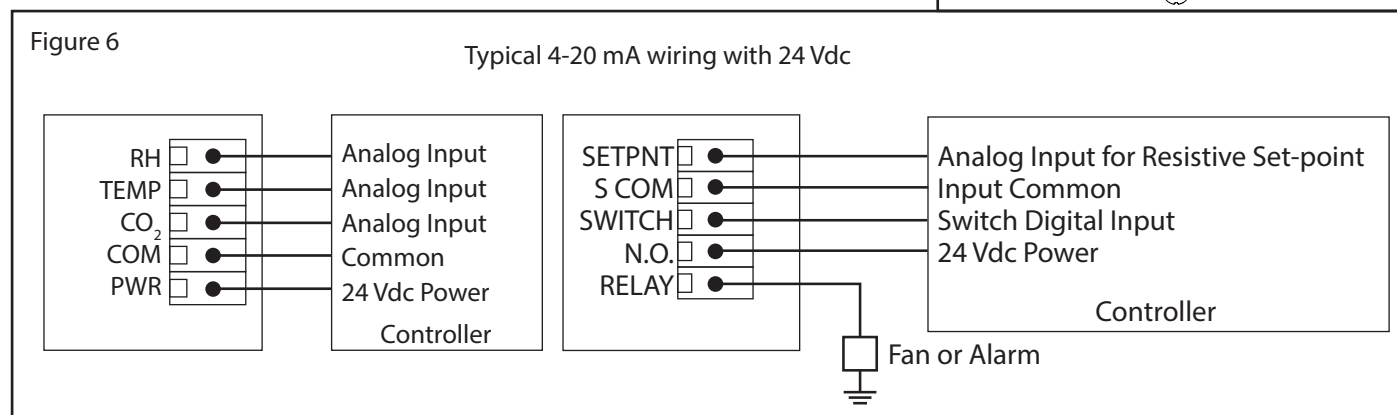 Figure 6
Typical 4-20 mA wiring with 24 Vdc
RH
TEMP
CO₂
COM
PWR
Analog Input
Analog Input
Analog Input
Common
24 Vdc Power
Controller
SETPNT
S COM
SWITCH
N.O.
RELAY
Analog Input for Resistive Set-point
Input Common
Switch Digital Input
24 Vdc Power
Controller
Fan or Alarm